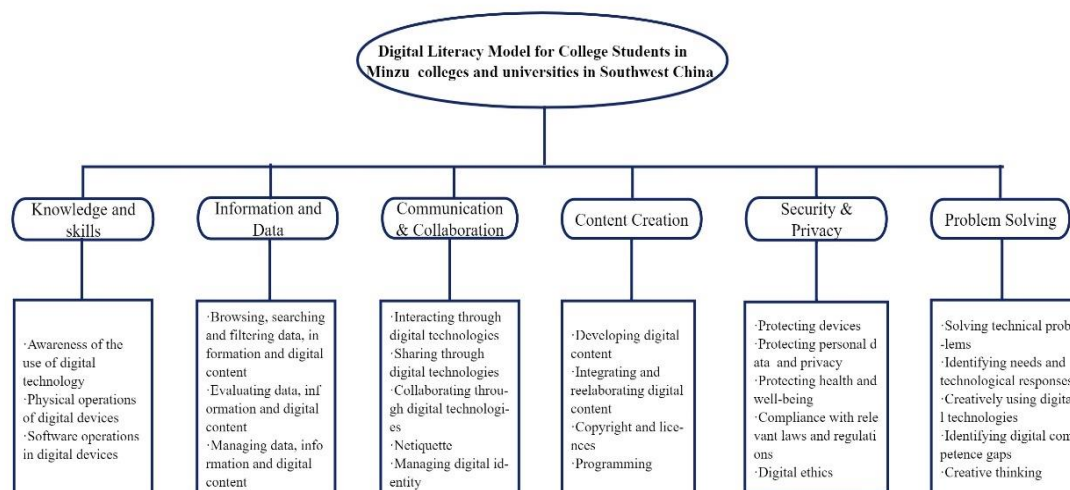 Digital Literacy Model for College Students in
Minzu colleges and universities in Southwest China
Knowledge and
skills
Information and
Data
Communication
& Collaboration
Content Creation
Security &
Privacy
Problem Solving
·Awareness of the
use of digital
technology
·Physical operations
of digital devices
·Software operations
in digital devices
·Browsing, searching
and filtering data, in
formation and digital
content
·Evaluating data, inf
ormation and digital
content
·Managing data, info
rmation and digital
content
·Interacting through
digital technologies
·Sharing through
digital technologies
·Collaborating throu-
gh digital technologi-
es
·Netiquette
·Managing digital id-
entity
·Developing digital
content
·Integrating and
reelaborating digital
content
·Copyright and lice-
nces
·Programming
·Protecting devices
·Protecting personal d
ata and privacy
·Protecting health and
well-being
·Compliance with rele
vant laws and regulati
ons
·Digital ethics
·Solving technical prob
-lems
·Identifying needs and
technological responses
·Creatively using digita
l technologies
·Identifying digital com
petence gaps
·Creative thinking